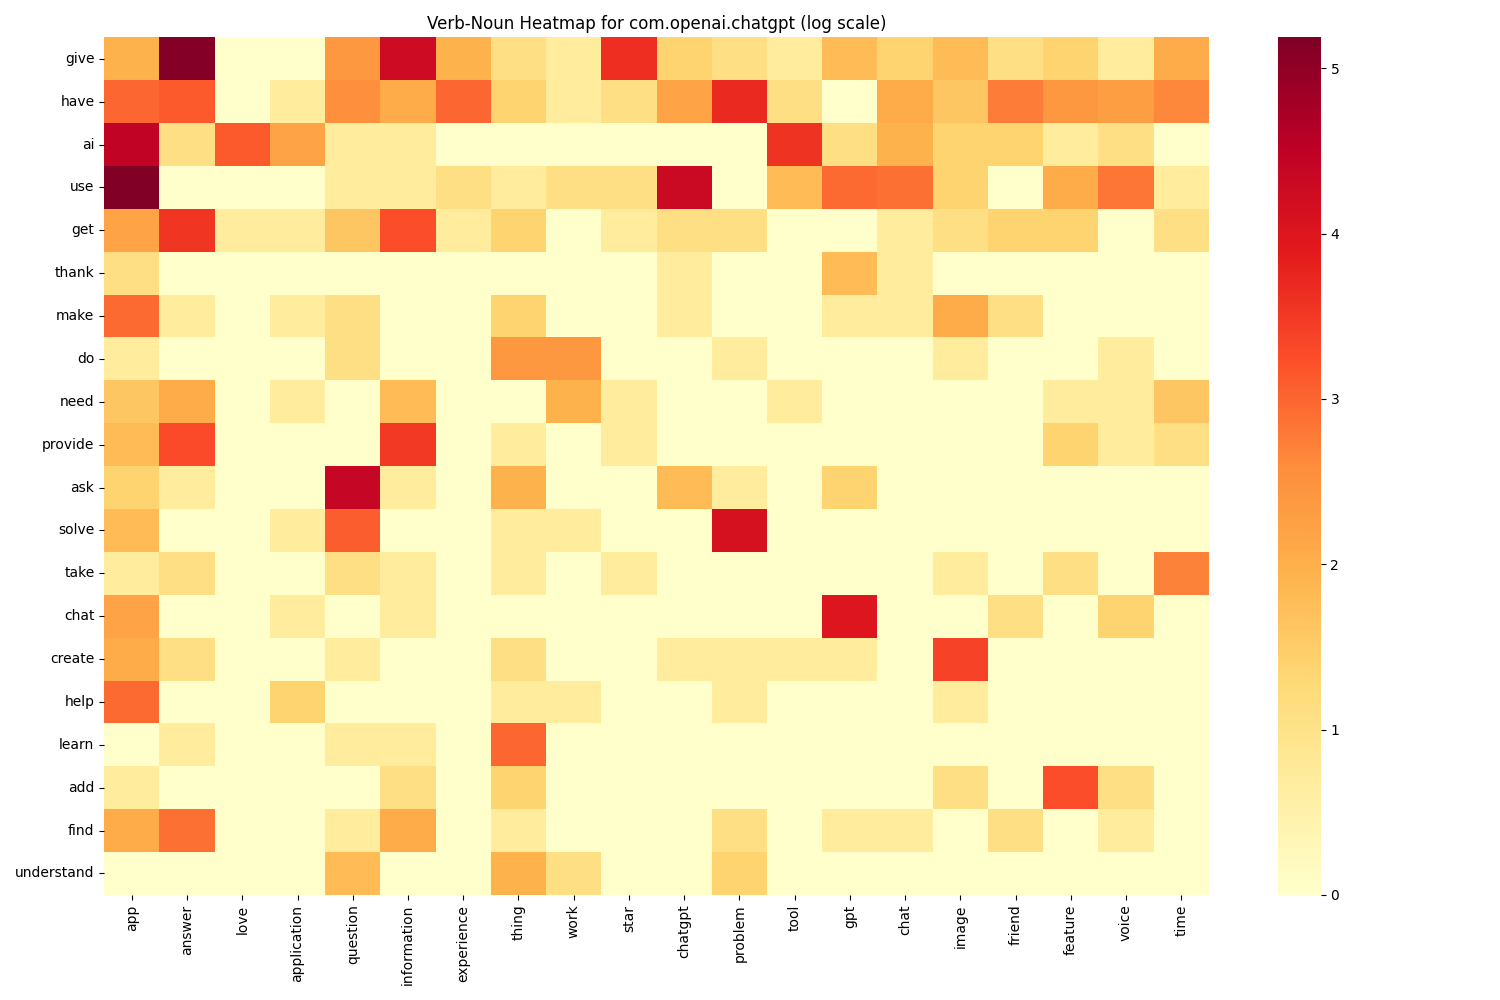 Verb-Noun Heatmap for com.openai.chatgpt (log scale)
give
have
ai
use
get
thank
make
do
need
provide
ask
solve
take
chat
create
help
learn
add
find
understand
app
answer
love
application
question
information
experience
thing
work
star
chatgpt
problem
tool
gpt
chat
image
friend
feature
voice
time
5
4
3
2
1
0